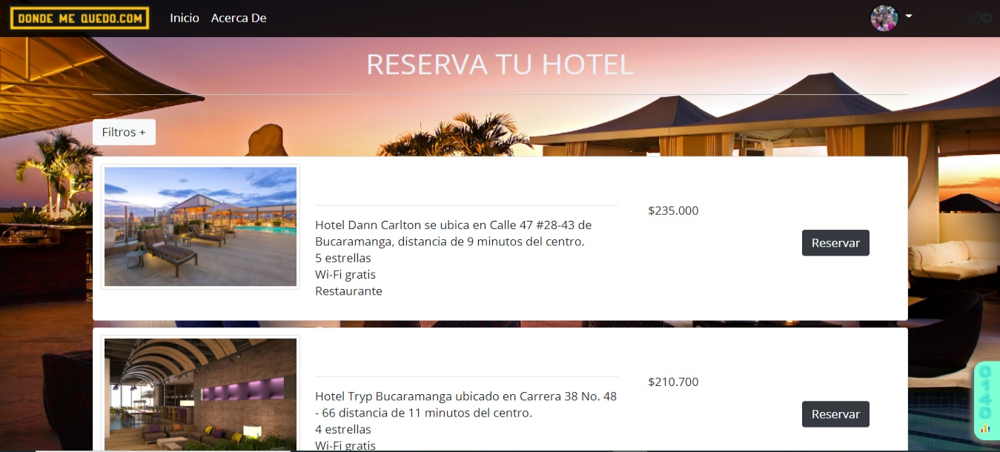 DONDE ME QUEDO.COM
Inicio Acerca De
RESERVA TU HOTEL
Filtros +
$235.000
Hotel Dann Carlton se ubica en Calle 47 #28-43 de
Bucaramanga, distancia de 9 minutos del centro.
Reservar
5 estrellas
Wi-Fi gratis
Restaurante
$210.700
Hotel Tryp Bucaramanga ubicado en Carrera 38 No. 48
- 66 distancia de 11 minutos del centro.
Reservar
4 estrellas
Wi-Fi gratis
0140